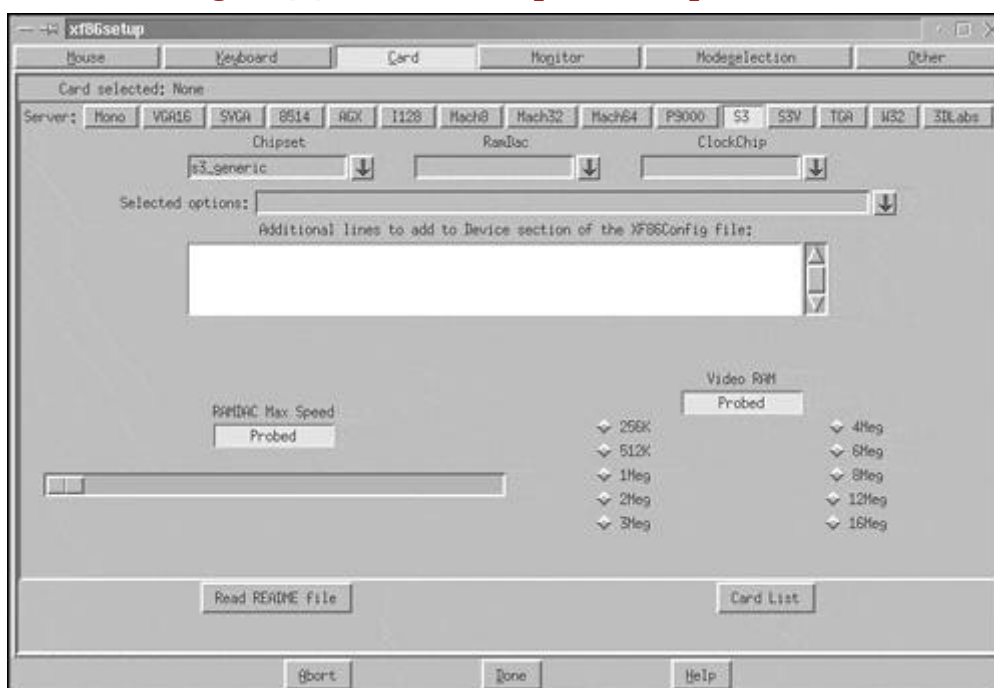 xf86setup
Mouse Keyboard Card Monitor Modeselection Other
Card selected: None
Server: Mono VGA16 SVGA 8514 AGX I128 Mach8 Mach32 Mach64 P9000 S3 S3V TGA W32 3DLabs
Chipset RamDac ClockChip
s3_generic
Selected options:
Additional lines to add to Device section of the XF86Config file:
Video RAM
Probed
RAMDAC Max Speed
Probed
256K 4Meg
512K 6Meg
1Meg 8Meg
2Meg 12Meg
3Meg 16Meg
Read README file Card List
Abort Done Help